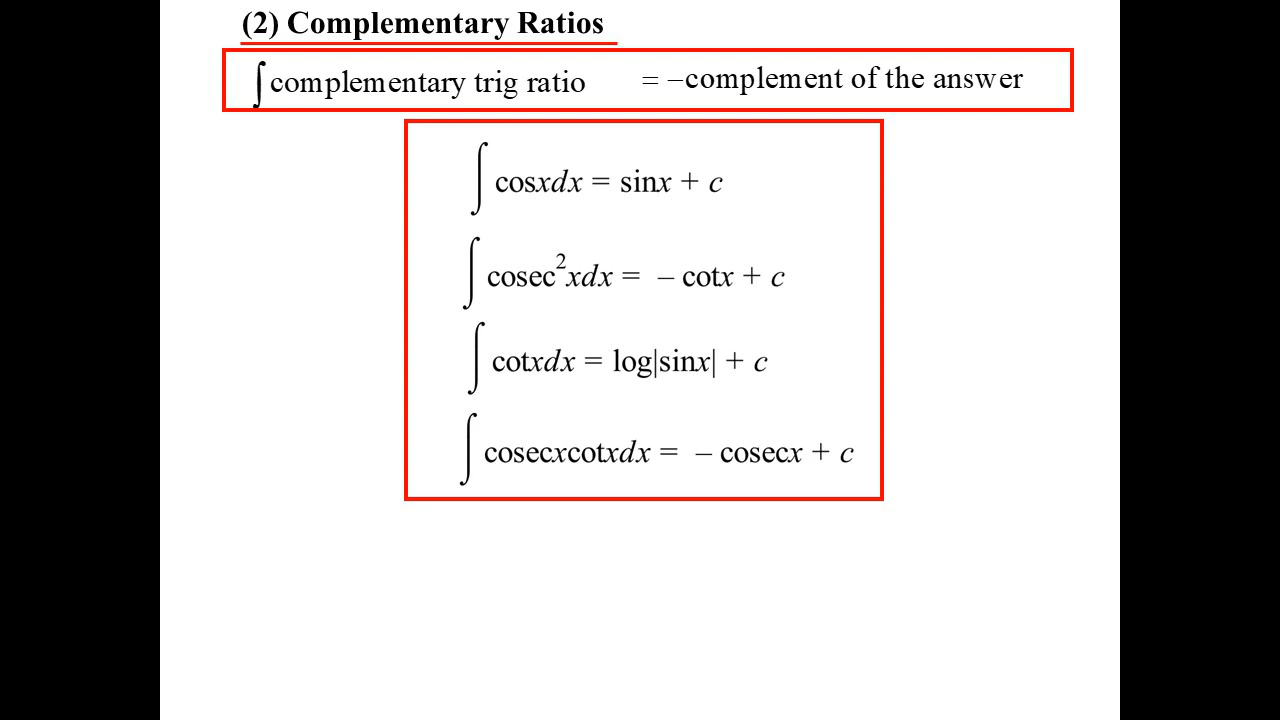 (2) Complementary Ratios
∫complementary trig ratio = −complement of the answer
∫cosxdx = sinx + c
∫cosec²xdx = – cotx + c
∫cotxdx = log|sinx| + c
∫cosecxcotxdx = – cosecx + c